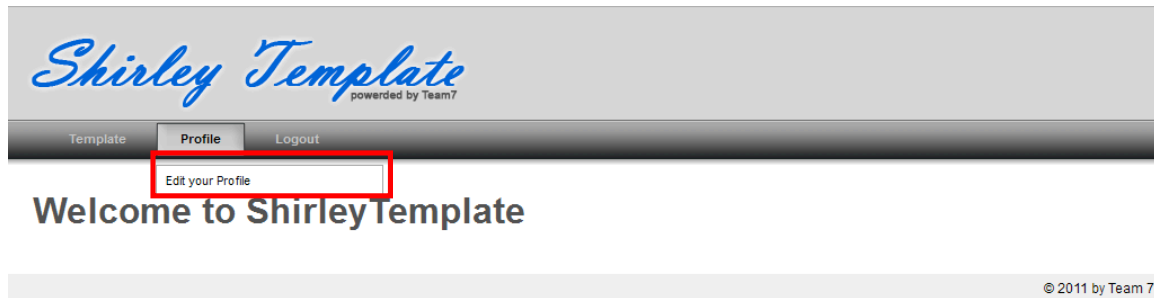 Shirley Template
powerded by Team7
Template Profile Logout
Edit your Profile
Welcome to ShirleyTemplate
© 2011 by Team 7